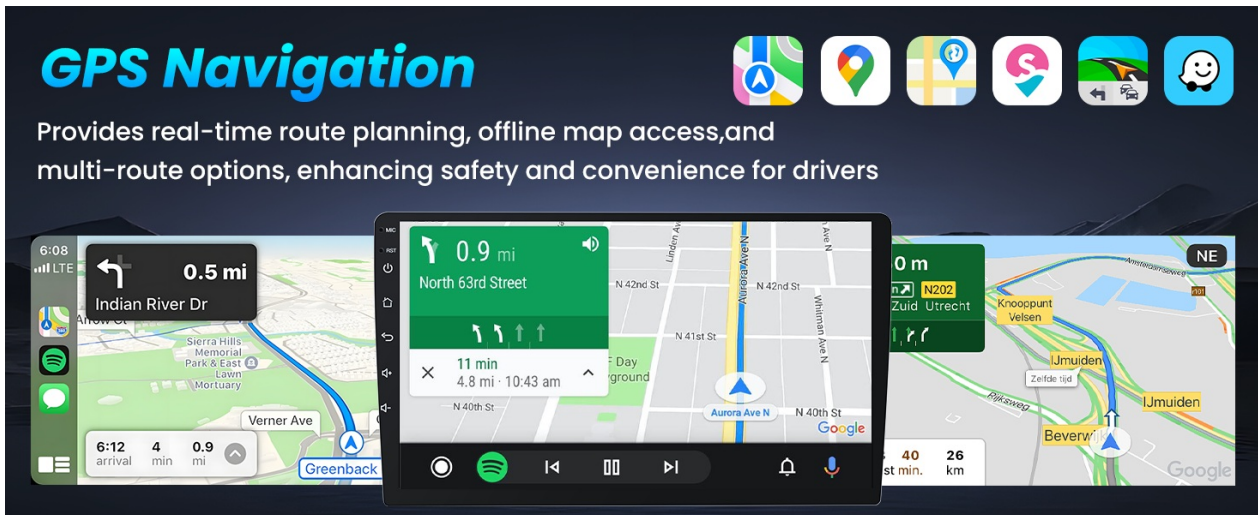 GPS Navigation
Provides real-time route planning, offline map access,and
multi-route options, enhancing safety and convenience for drivers
6:08
LTE
0.5 mi
Indian River Dr
Sierra Hills
Memorial
Park & East
Lawn
Mortuary
Verner Ave
6:12 4 0.9
arrival min mi
Greenback
MIC
RST
0.9 mi
North 63rd Street
11 min
4.8 mi · 10:43 am
Linden Av
Aurora Ave N
Ave N
N 42nd St
N 42nd St
Whitman Ave N
N 41st St
Day
yground
N 40th St
Aurora Ave N
N 40th St
Google
0 m
N202
Zuid Utrecht
NE
Knooppunt
Velsen
IJmuiden
Zelfde tijd
Rijksweg
IJmuiden
Beverwijk
40 26
st min. km
Google